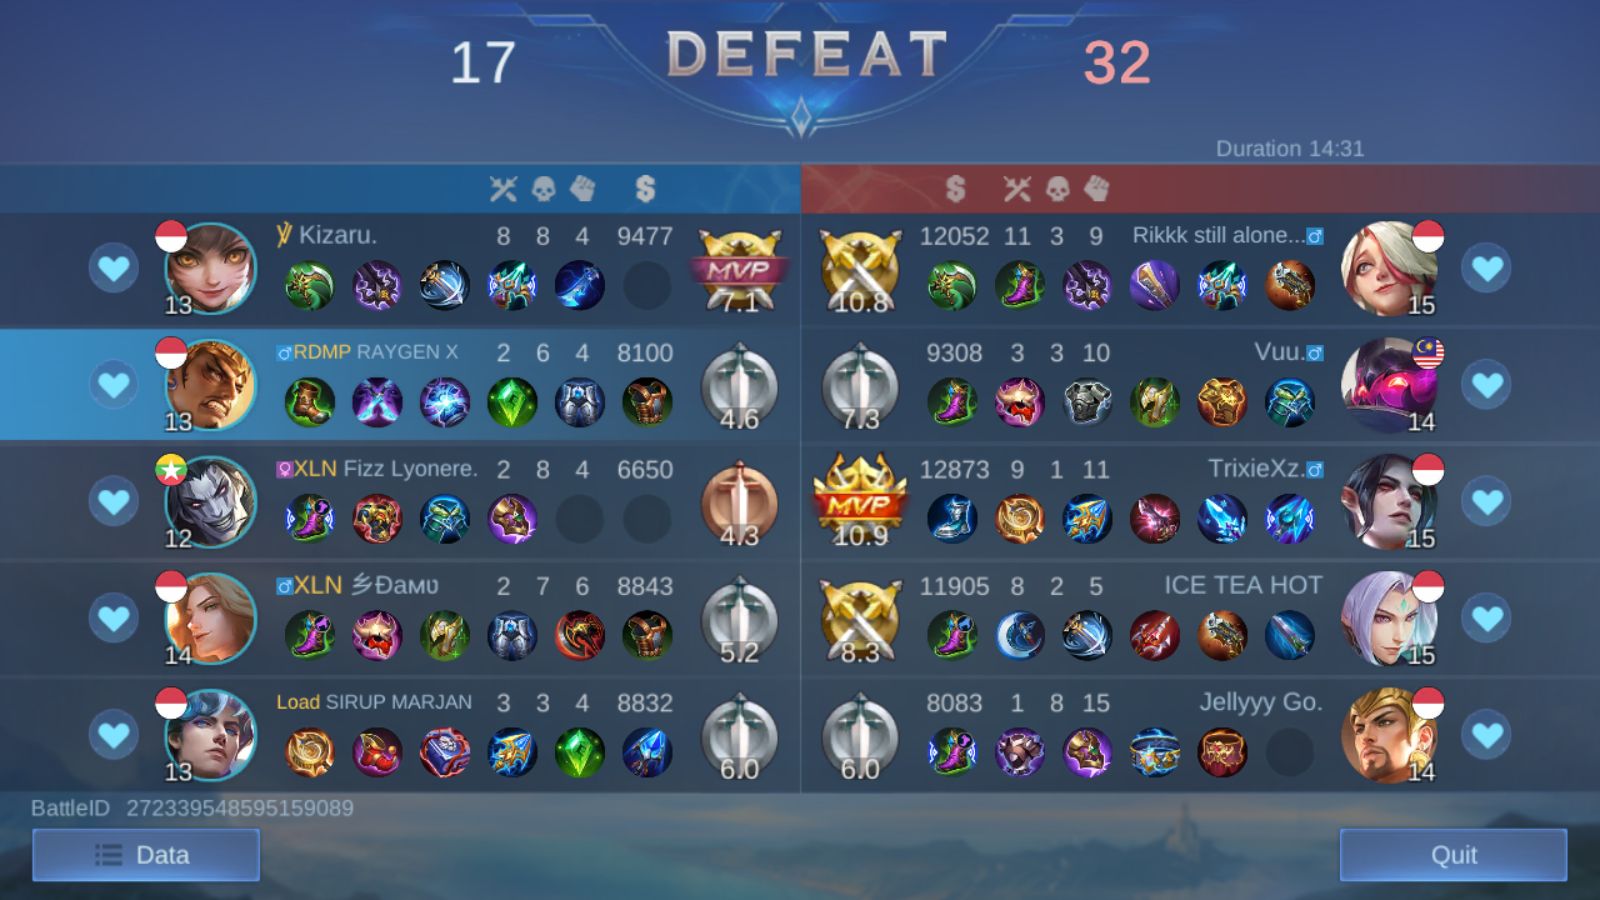 17 DEFEAT 32
Duration 14:31
Kizaru. 8 8 4 9477 MVP 7.1 13
10.8 12052 11 3 9 Rikkk still alone... 15
RDMP RAYGEN X 2 6 4 8100 4.6 13
7.3 9308 3 3 10 Vuu. 14
XLN Fizz Lyonere. 2 8 4 6650 4.3 12
MVP 10.9 12873 9 1 11 TrixieXz. 15
XLN 乡Ðaмʋ 2 7 6 8843 5.2 14
8.3 11905 8 2 5 ICE TEA HOT 15
Load SIRUP MARJAN 3 3 4 8832 6.0 13
6.0 8083 1 8 15 Jellyyy Go. 14
BattleID 272339548595159089
Data
Quit